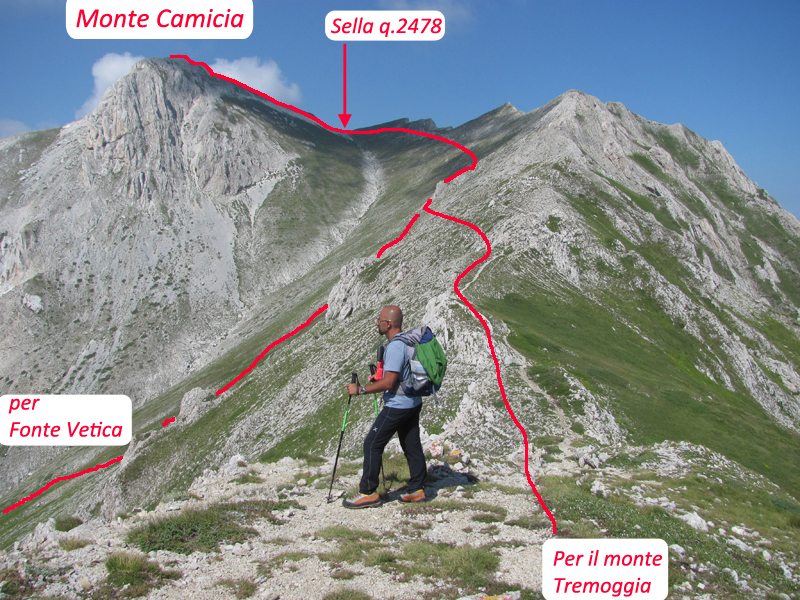 Monte Camicia
Sella q.2478
per
Fonte Vetica
Per il monte
Tremoggia